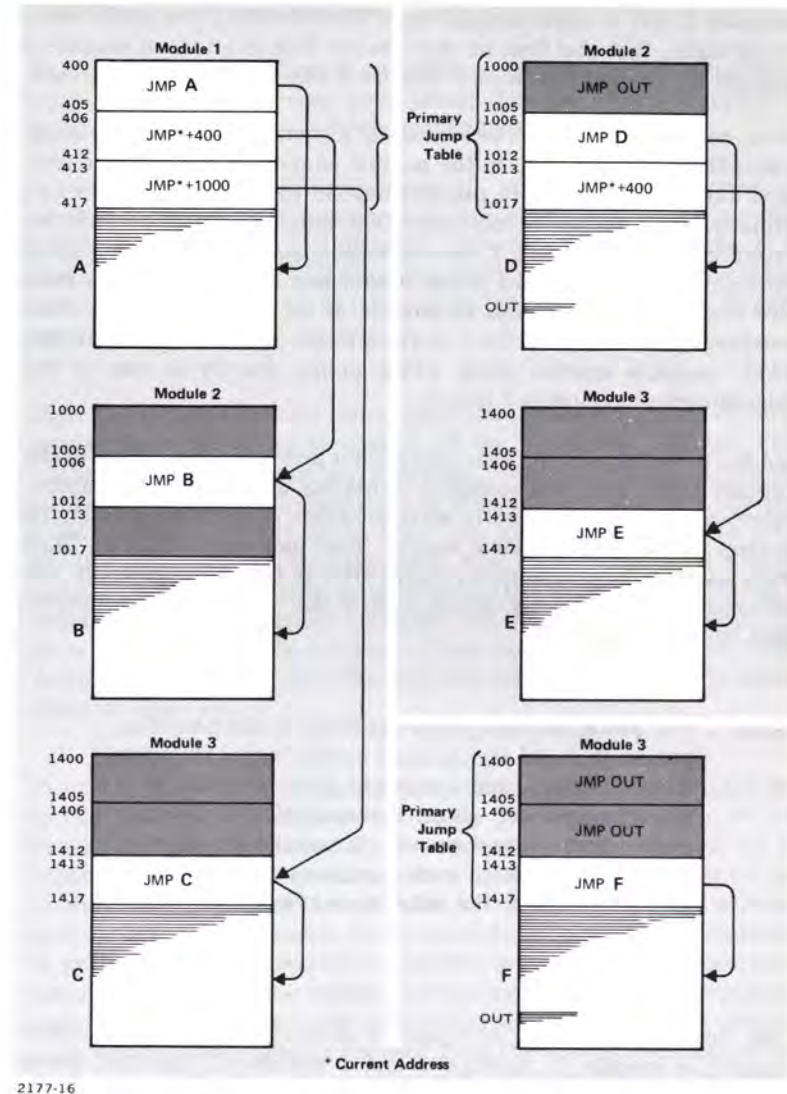 Module 1
400
JMP A
405
406
JMP*+400
412
413
JMP*+1000
417
A
Primary
Jump
Table
Module 2
1000
JMP OUT
1005
1006
JMP D
1012
1013
JMP*+400
1017
D
OUT
Module 2
1000
1005
1006
JMP B
1012
1013
1017
B
Module 3
1400
1405
1406
1412
1413
JMP E
1417
E
Module 3
1400
1405
1406
1412
1413
JMP C
1417
C
Primary
Jump
Table
Module 3
1400
JMP OUT
1405
1406
JMP OUT
1412
1413
JMP F
1417
F
OUT
* Current Address
2177-16